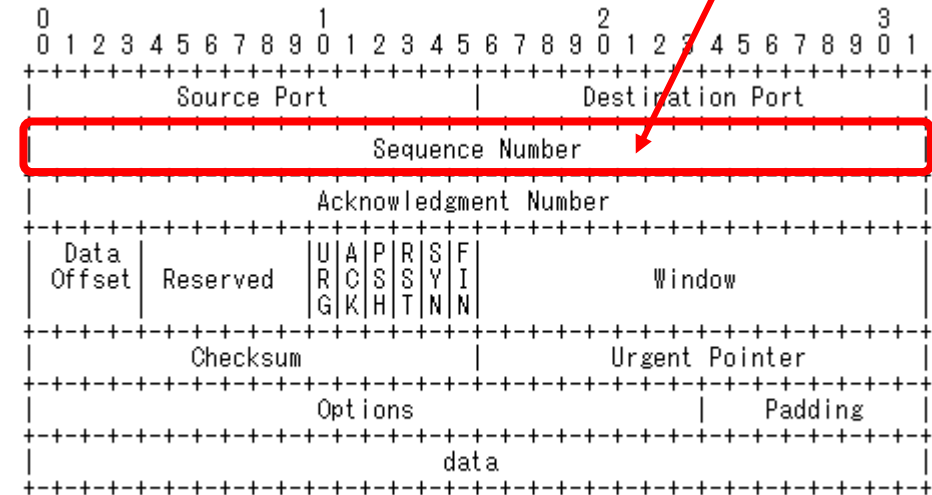 0                   1                   2                   3
0 1 2 3 4 5 6 7 8 9 0 1 2 3 4 5 6 7 8 9 0 1 2 3 4 5 6 7 8 9 0 1
+-+-+-+-+-+-+-+-+-+-+-+-+-+-+-+-+-+-+-+-+-+-+-+-+-+-+-+-+-+-+-+-+
|          Source Port          |       Destination Port        |
+-+-+-+-+-+-+-+-+-+-+-+-+-+-+-+-+-+-+-+-+-+-+-+-+-+-+-+-+-+-+-+-+
|                        Sequence Number                        |
+-+-+-+-+-+-+-+-+-+-+-+-+-+-+-+-+-+-+-+-+-+-+-+-+-+-+-+-+-+-+-+-+
|                    Acknowledgment Number                      |
+-+-+-+-+-+-+-+-+-+-+-+-+-+-+-+-+-+-+-+-+-+-+-+-+-+-+-+-+-+-+-+-+
|  Data |           |U|A|P|R|S|F|                               |
| Offset| Reserved  |R|C|S|S|Y|I|            Window             |
|       |           |G|K|H|T|N|N|                               |
+-+-+-+-+-+-+-+-+-+-+-+-+-+-+-+-+-+-+-+-+-+-+-+-+-+-+-+-+-+-+-+-+
|           Checksum            |         Urgent Pointer        |
+-+-+-+-+-+-+-+-+-+-+-+-+-+-+-+-+-+-+-+-+-+-+-+-+-+-+-+-+-+-+-+-+
|                    Options                    |    Padding    |
+-+-+-+-+-+-+-+-+-+-+-+-+-+-+-+-+-+-+-+-+-+-+-+-+-+-+-+-+-+-+-+-+
|                             data                              |
+-+-+-+-+-+-+-+-+-+-+-+-+-+-+-+-+-+-+-+-+-+-+-+-+-+-+-+-+-+-+-+-+